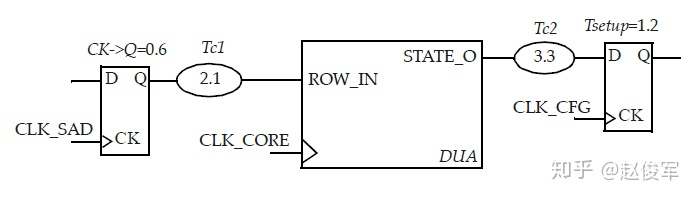 CK->Q=0.6
Tc1
D Q
2.1
CLK_SAD
CK
STATE_O
ROW_IN
CLK_CORE
DUA
Tc2
Tsetup=1.2
3.3
D Q
CLK_CFG
CK
知乎 @赵俊军